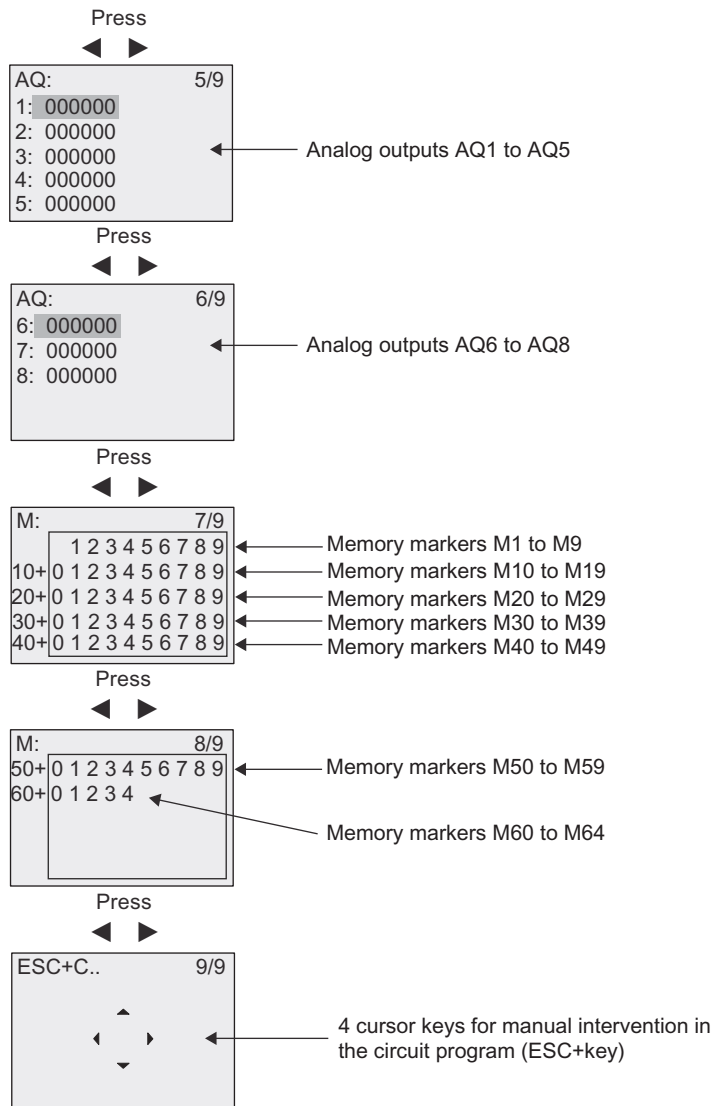 Press
◀ ▶
AQ: 5/9
1: 000000
2: 000000
3: 000000
4: 000000
5: 000000
Analog outputs AQ1 to AQ5
Press
◀ ▶
AQ: 6/9
6: 000000
7: 000000
8: 000000
Analog outputs AQ6 to AQ8
Press
◀ ▶
M: 7/9
1 2 3 4 5 6 7 8 9 Memory markers M1 to M9
10+ 0 1 2 3 4 5 6 7 8 9 Memory markers M10 to M19
20+ 0 1 2 3 4 5 6 7 8 9 Memory markers M20 to M29
30+ 0 1 2 3 4 5 6 7 8 9 Memory markers M30 to M39
40+ 0 1 2 3 4 5 6 7 8 9 Memory markers M40 to M49
Press
◀ ▶
M: 8/9
50+ 0 1 2 3 4 5 6 7 8 9 Memory markers M50 to M59
60+ 0 1 2 3 4
Memory markers M60 to M64
Press
◀ ▶
ESC+C.. 9/9
4 cursor keys for manual intervention in
the circuit program (ESC+key)